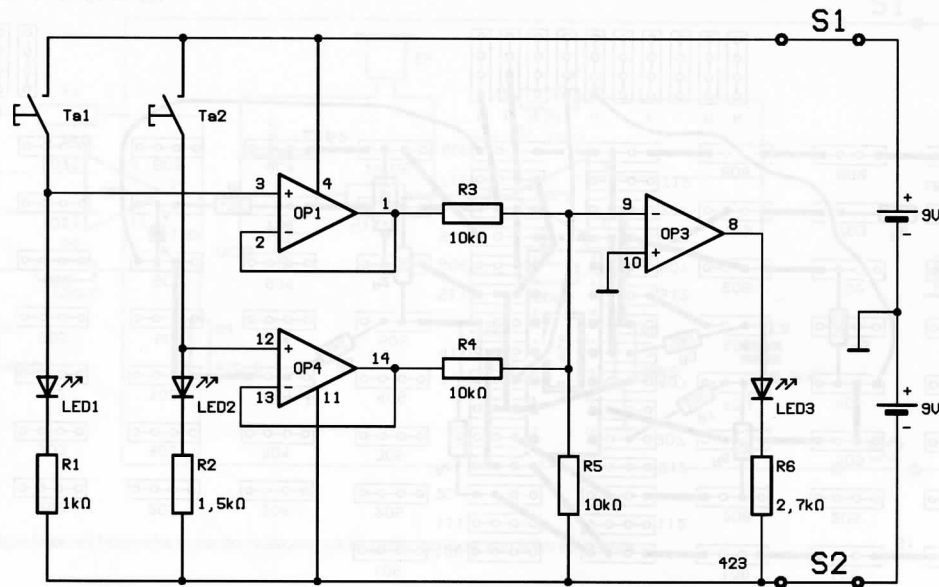 S1
Ta1
Ta2
3
+
4
OP1
1
2
−
R3
10kΩ
9
−
OP3
8
+
10
+
9V
−
12
+
OP4
14
13
−
11
R4
10kΩ
LED1
LED2
LED3
+
9V
−
R1
1kΩ
R2
1,5kΩ
R5
10kΩ
R6
2,7kΩ
423
S2